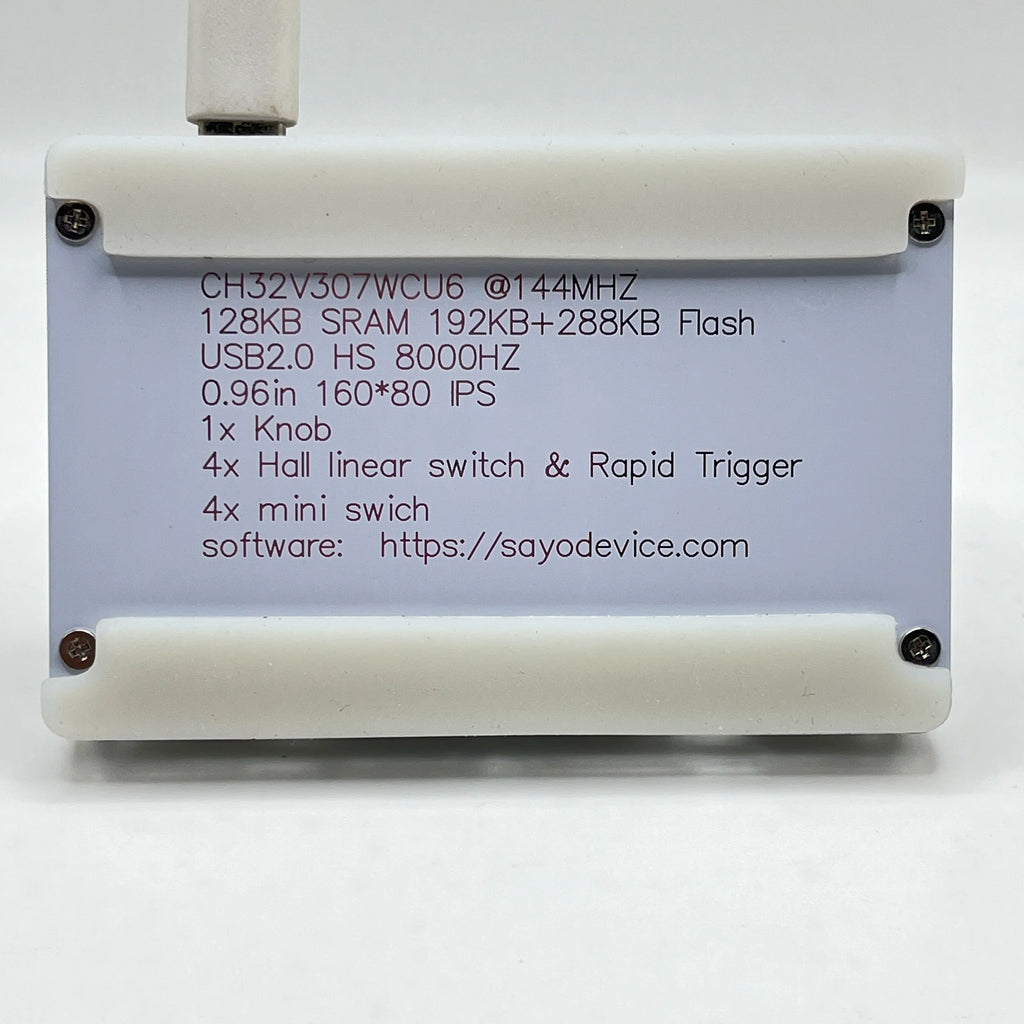 CH32V307WCU6 @144MHZ
128KB SRAM 192KB+288KB Flash
USB2.0 HS 8000HZ
0.96in 160*80 IPS
1x Knob
4x Hall linear switch & Rapid Trigger
4x mini swich
software: https://sayodevice.com